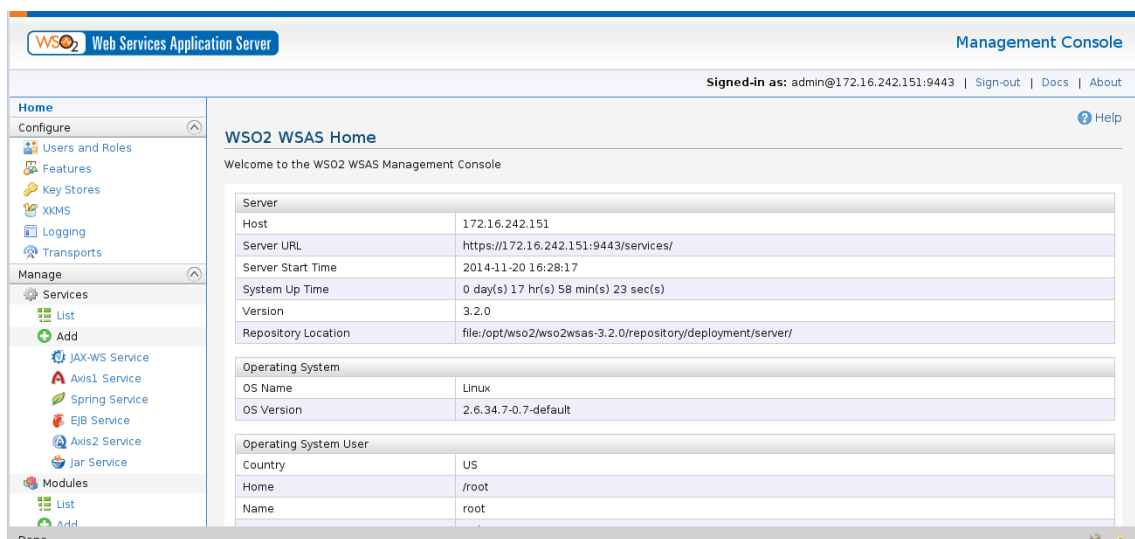 WSO2 Web Services Application Server
Management Console
Signed-in as: admin@172.16.242.151:9443 | Sign-out | Docs | About
Home
Configure
Users and Roles
Features
Key Stores
XKMS
Logging
Transports
Manage
Services
List
Add
JAX-WS Service
Axis1 Service
Spring Service
EJB Service
Axis2 Service
Jar Service
Modules
List
Add
Help
WSO2 WSAS Home
Welcome to the WSO2 WSAS Management Console
Server
Host 172.16.242.151
Server URL https://172.16.242.151:9443/services/
Server Start Time 2014-11-20 16:28:17
System Up Time 0 day(s) 17 hr(s) 58 min(s) 23 sec(s)
Version 3.2.0
Repository Location file:/opt/wso2/wso2wsas-3.2.0/repository/deployment/server/
Operating System
OS Name Linux
OS Version 2.6.34.7-0.7-default
Operating System User
Country US
Home /root
Name root
Done